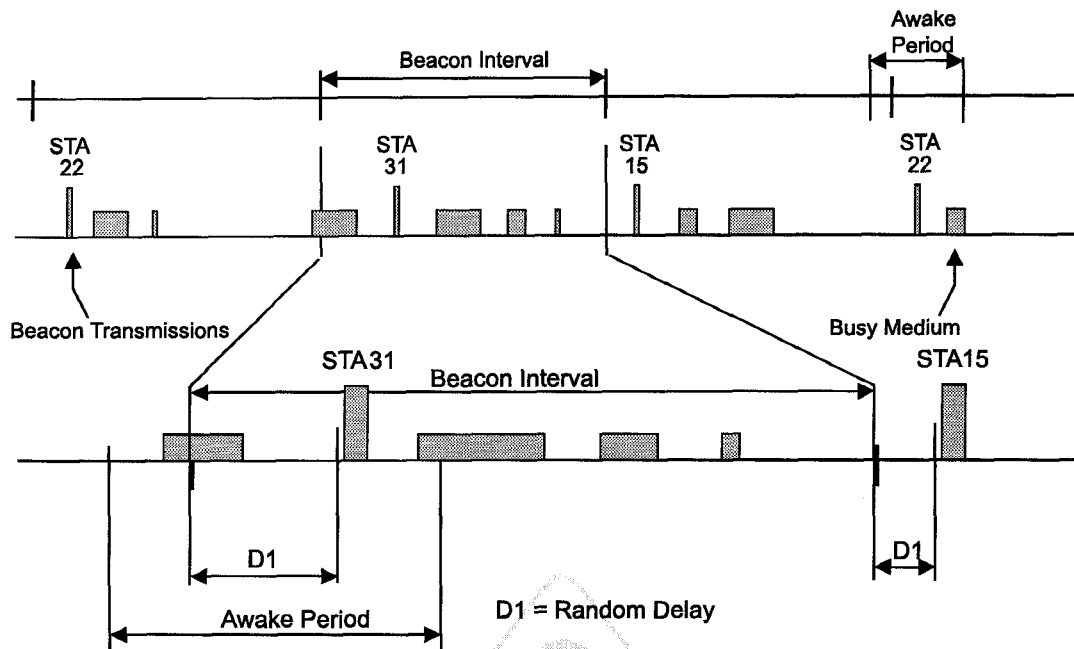 Awake
Period
Beacon Interval
STA
22
STA
31
STA
15
STA
22
Beacon Transmissions
Busy Medium
STA31
Beacon Interval
STA15
D1
D1
Awake Period
D1 = Random Delay